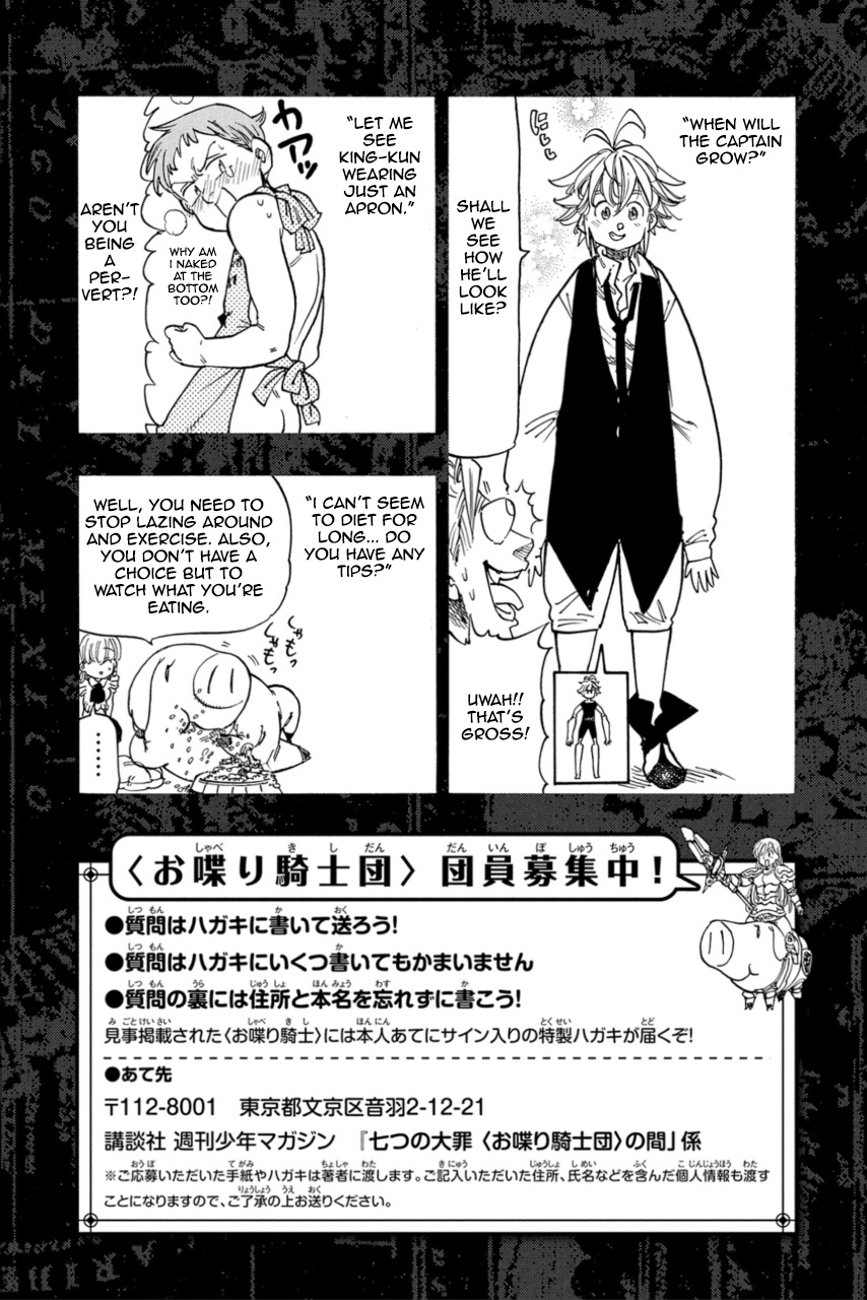 "WHEN WILL
THE CAPTAIN
GROW?"
SHALL
WE
SEE
HOW
HE'LL
LOOK
LIKE?
UWAH!!
THAT'S
GROSS!
"LET ME
SEE
KING-KUN
WEARING
JUST AN
APRON."
カアッ
WHY AM
I NAKED
AT THE
BOTTOM
TOO?!
AREN'T
YOU
BEING
A
PER-
VERT?!
"I CAN'T SEEM
TO DIET FOR
LONG... DO
YOU HAVE ANY
TIPS?"
WELL, YOU NEED TO
STOP LAZING AROUND
AND EXERCISE. ALSO,
YOU DON'T HAVE A
CHOICE BUT TO
WATCH WHAT YOU'RE
EATING.
〈お喋り騎士団〉団員募集中!
●質問はハガキに書いて送ろう!
●質問はハガキにいくつ書いてもかまいません
●質問の裏には住所と本名を忘れずに書こう!
見事掲載された〈お喋り騎士〉には本人あてにサイン入りの特製ハガキが届くぞ!
●あて先
〒112-8001 東京都文京区音羽2-12-21
講談社 週刊少年マガジン 『七つの大罪〈お喋り騎士団〉の間』係
※ご応募いただいた手紙やハガキは著者に渡します。ご記入いただいた住所、氏名などを含んだ個人情報も渡す
ことになりますので、ご了承の上お送りください。